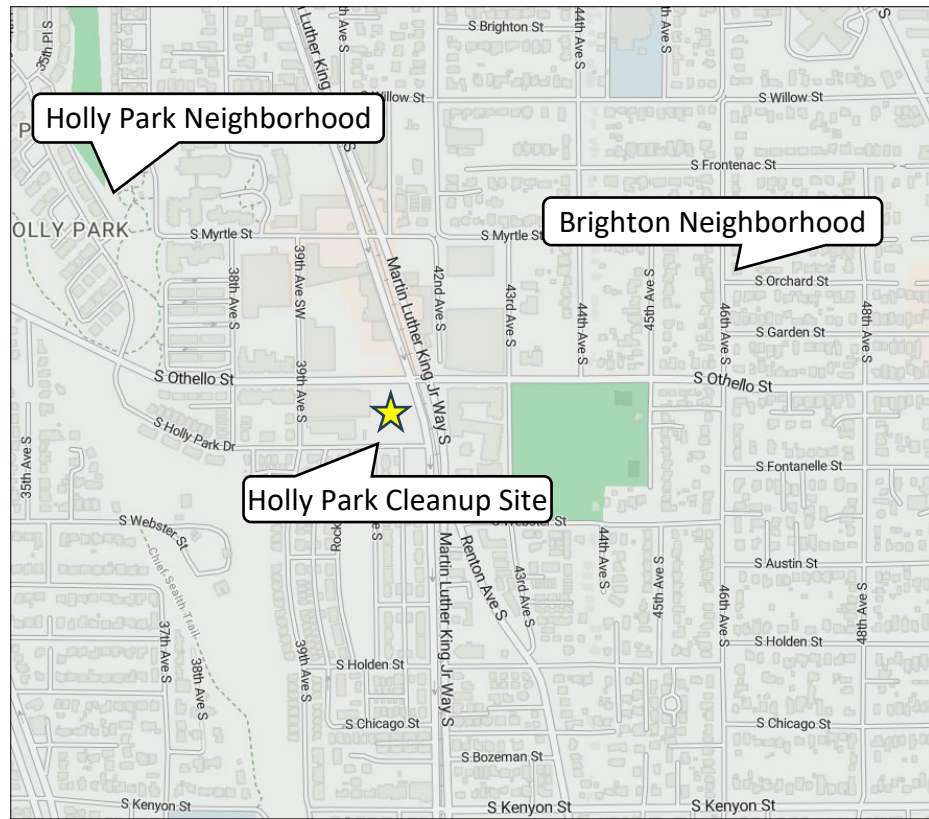 S Brighton St
44th Ave S
44th Ave S
S
35th Ave S
Martin Luther King Jr Way S
Willow St
S Willow St
Holly Park Neighborhood
P
S Frontenac St
OLLY PARK
Brighton Neighborhood
S Myrtle St
S Myrtle St
38th Ave S
39th Ave SW
Martin Luther King Jr Way S
42nd Ave S
43rd Ave S
44th Ave S
45th Ave S
46th Ave S
48th Ave S
S Orchard St
S Garden St
S Othello St
S Othello St
39th Ave S
S Holly Park Dr
35th Ave S
S Fontanelle St
Holly Park Cleanup Site
S Webster St
S Webster St
Rock
e S
Chief Sealth Trail
Renton Ave S
43rd Ave S
44th Ave S
45th Ave S
46th Ave S
48th Ave S
S Austin St
37th Ave S
38th Ave S
39th Ave S
Martin Luther King Jr Way S
S Holden St
S Holden St
S Chicago St
S Chicago St
S Bozeman St
S Kenyon St
S Kenyon St
S Kenyon St